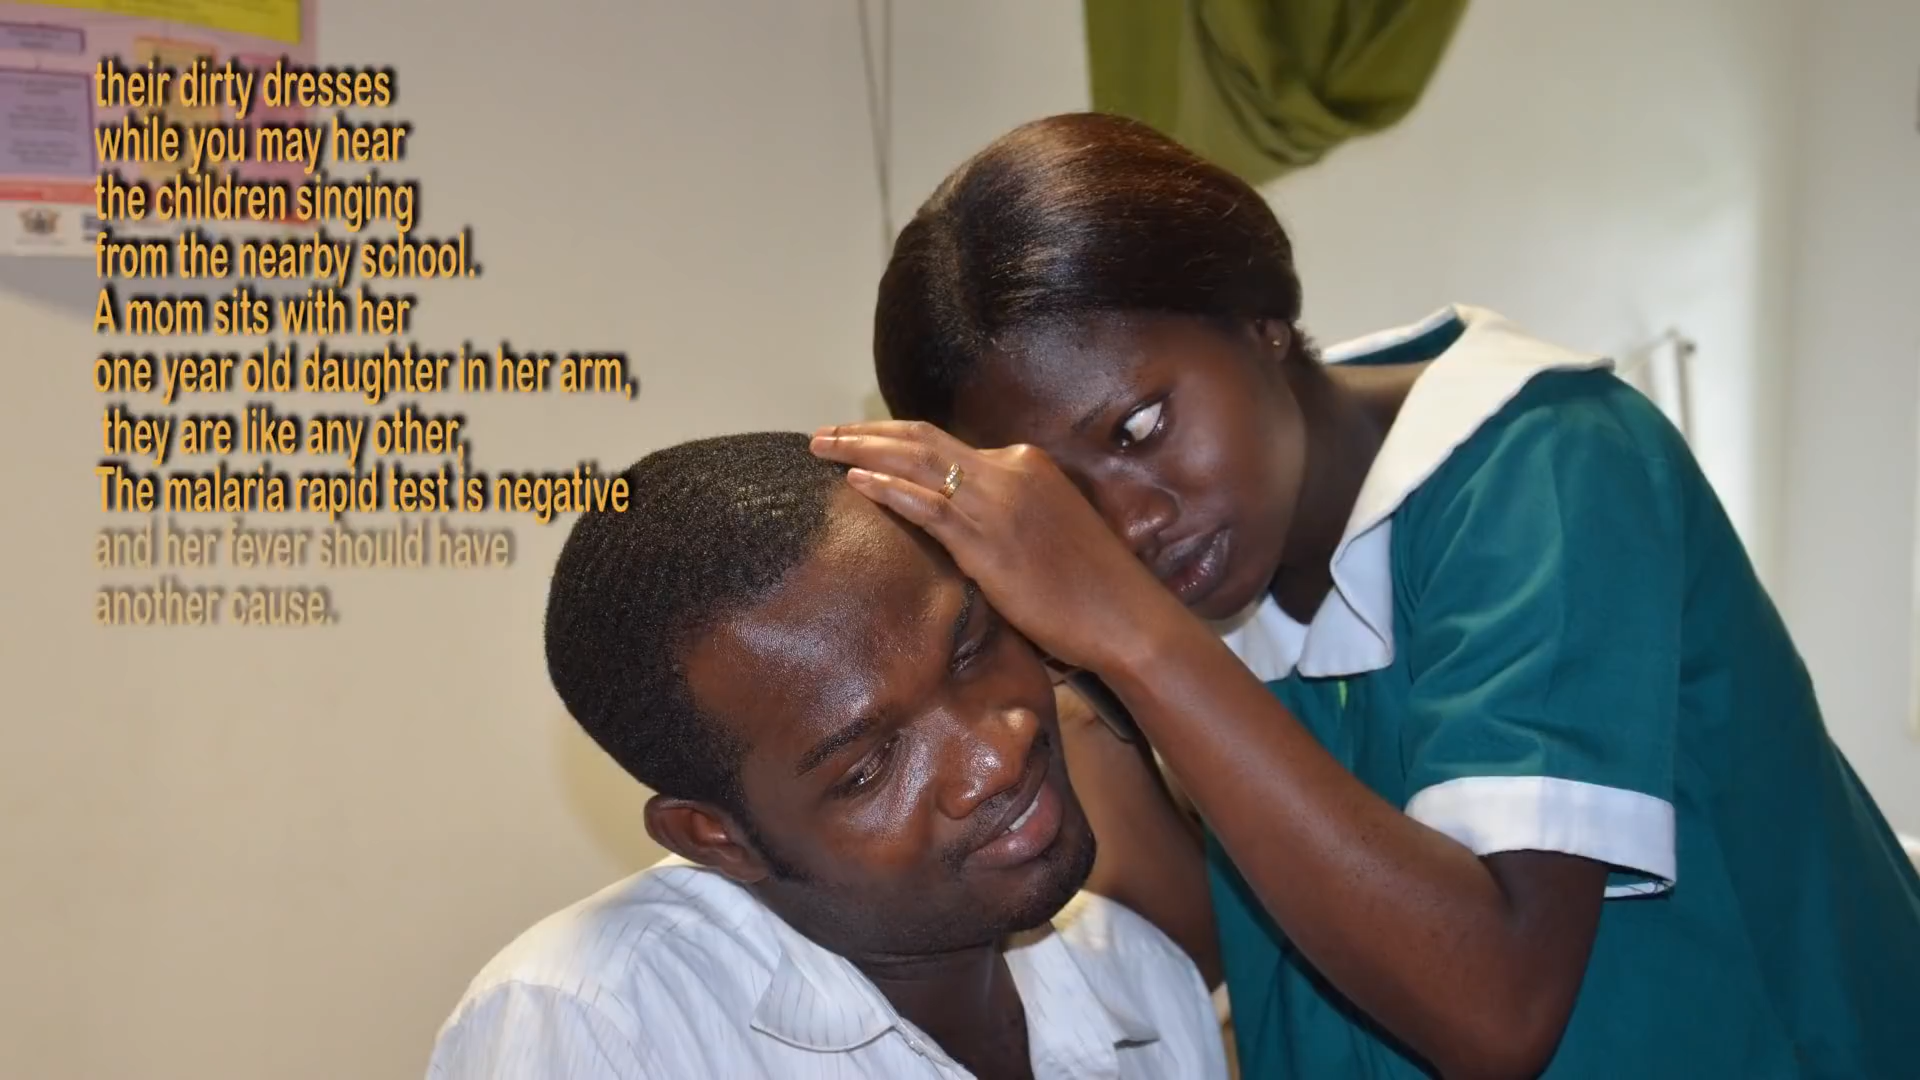 their dirty dresses
while you may hear
the children singing
from the nearby school.
A mom sits with her
one year old daughter in her arm,
they are like any other,
The malaria rapid test is negative
and her fever should have
another cause.